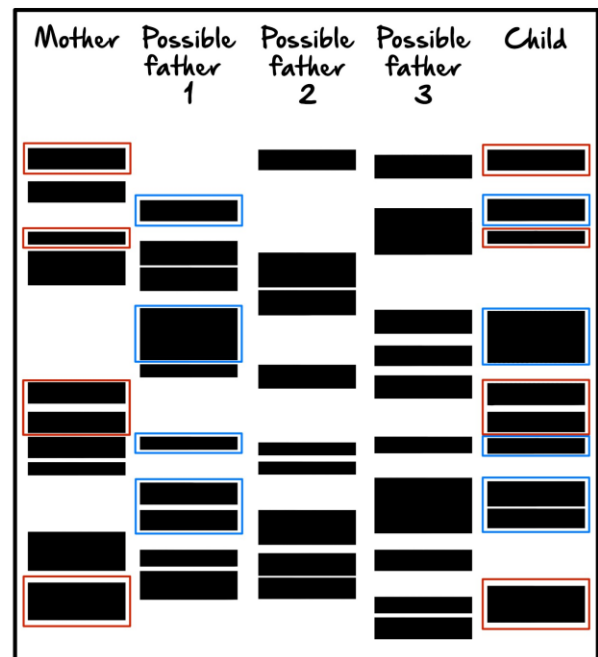 Mother
Possible
father
1
Possible
father
2
Possible
father
3
Child